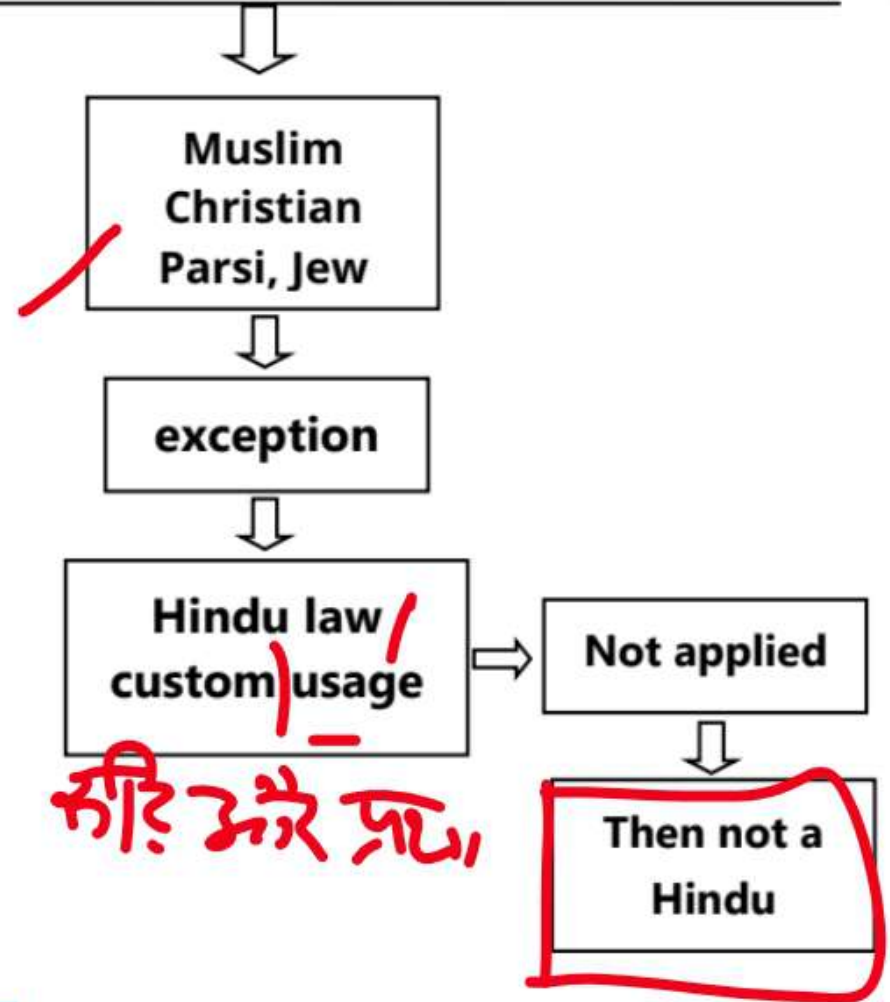 Muslim
Christian
Parsi, Jew
exception
Hindu law
custom usage
Not applied
Then not a
Hindu